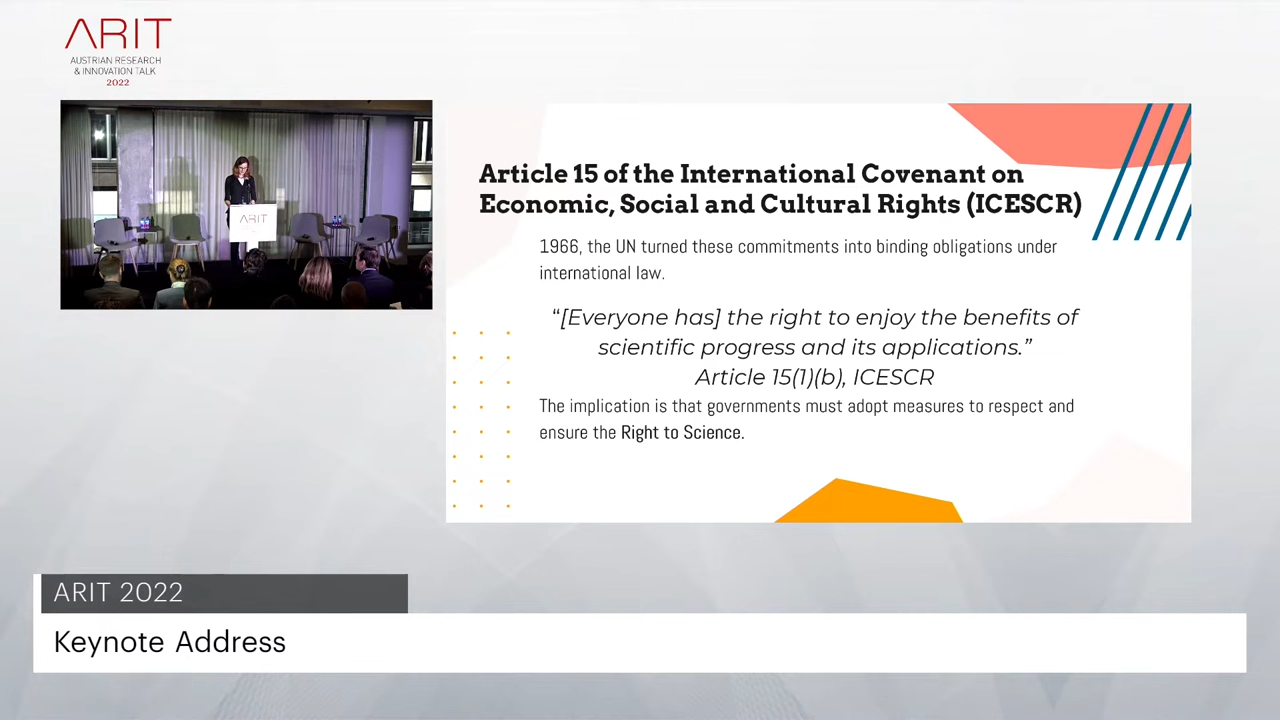 ARIT
AUSTRIAN RESEARCH
& INNOVATION TALK
2022
ARIT
Article 15 of the International Covenant on
Economic, Social and Cultural Rights (ICESCR)
1966, the UN turned these commitments into binding obligations under
international law.
“[Everyone has] the right to enjoy the benefits of
scientific progress and its applications.”
Article 15(1)(b), ICESCR
The implication is that governments must adopt measures to respect and
ensure the Right to Science.
ARIT 2022
Keynote Address